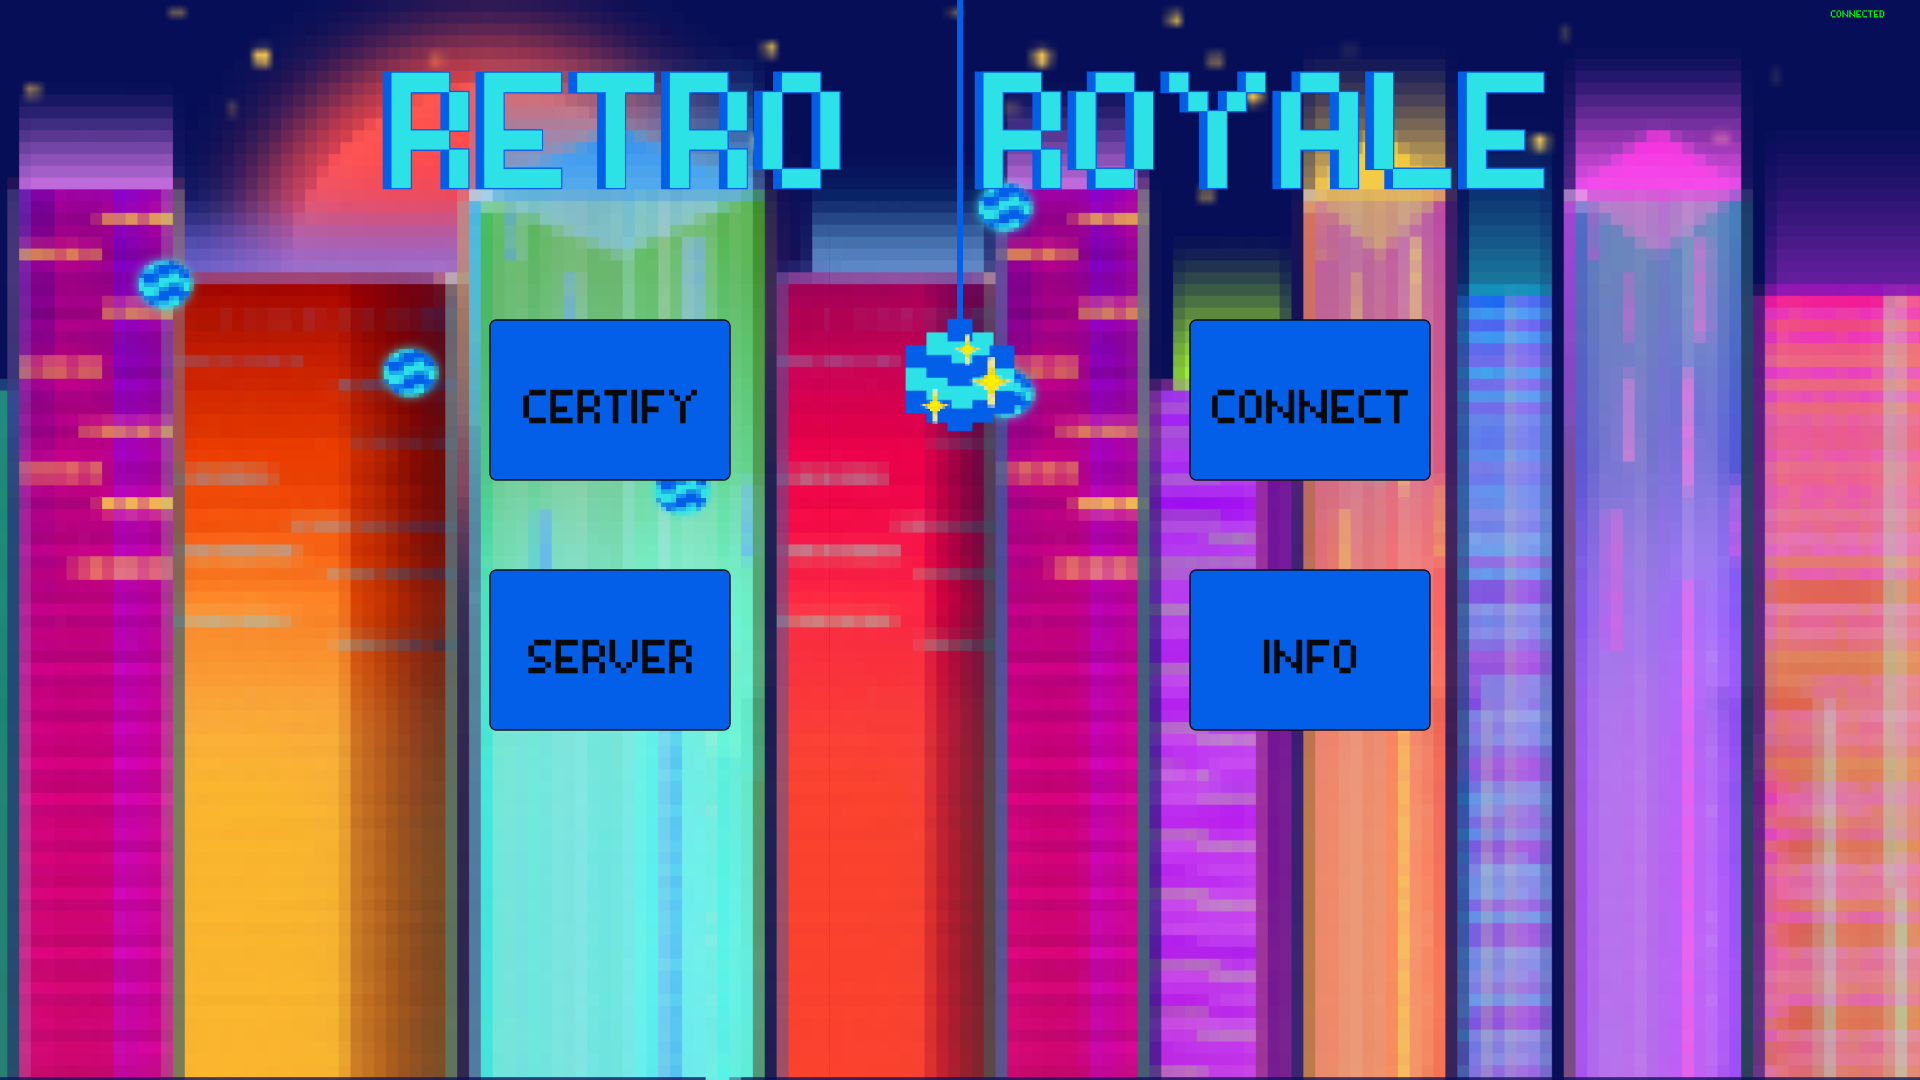 CONNECTED
RETRO ROYALE
CERTIFY
CONNECT
SERVER
INFO